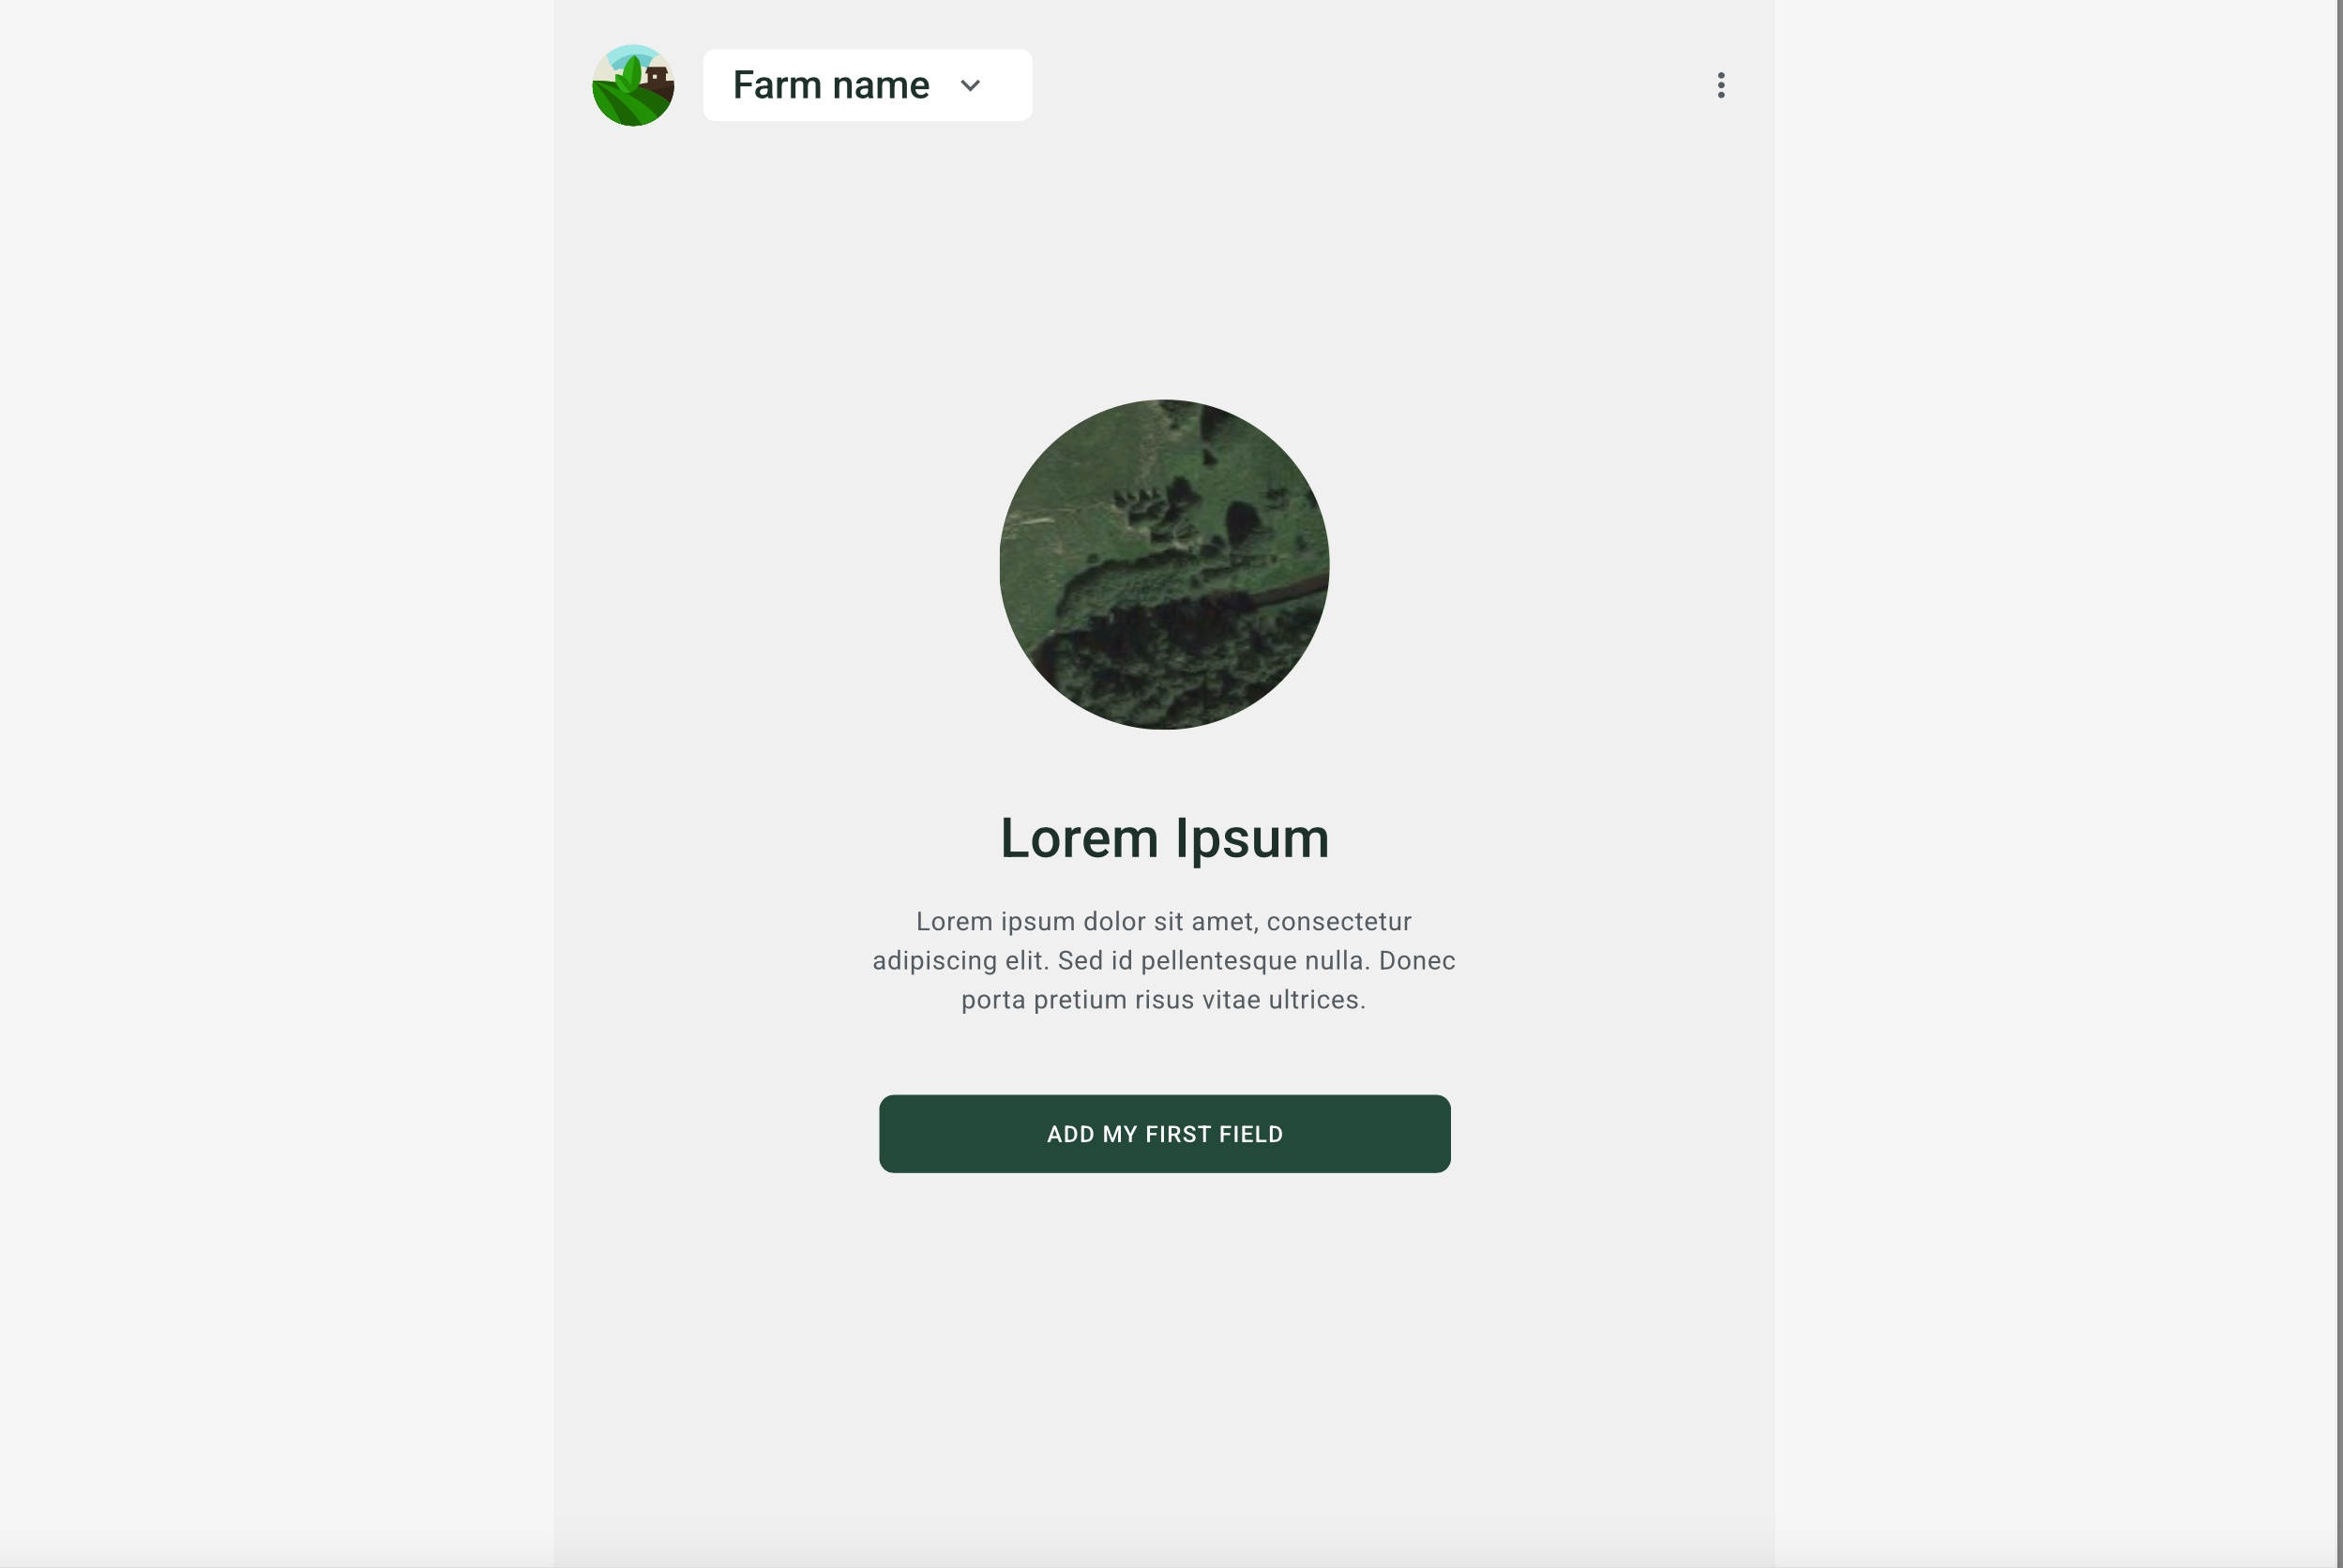 Farm name
Lorem Ipsum
Lorem ipsum dolor sit amet, consectetur
adipiscing elit. Sed id pellentesque nulla. Donec
porta pretium risus vitae ultrices.
ADD MY FIRST FIELD